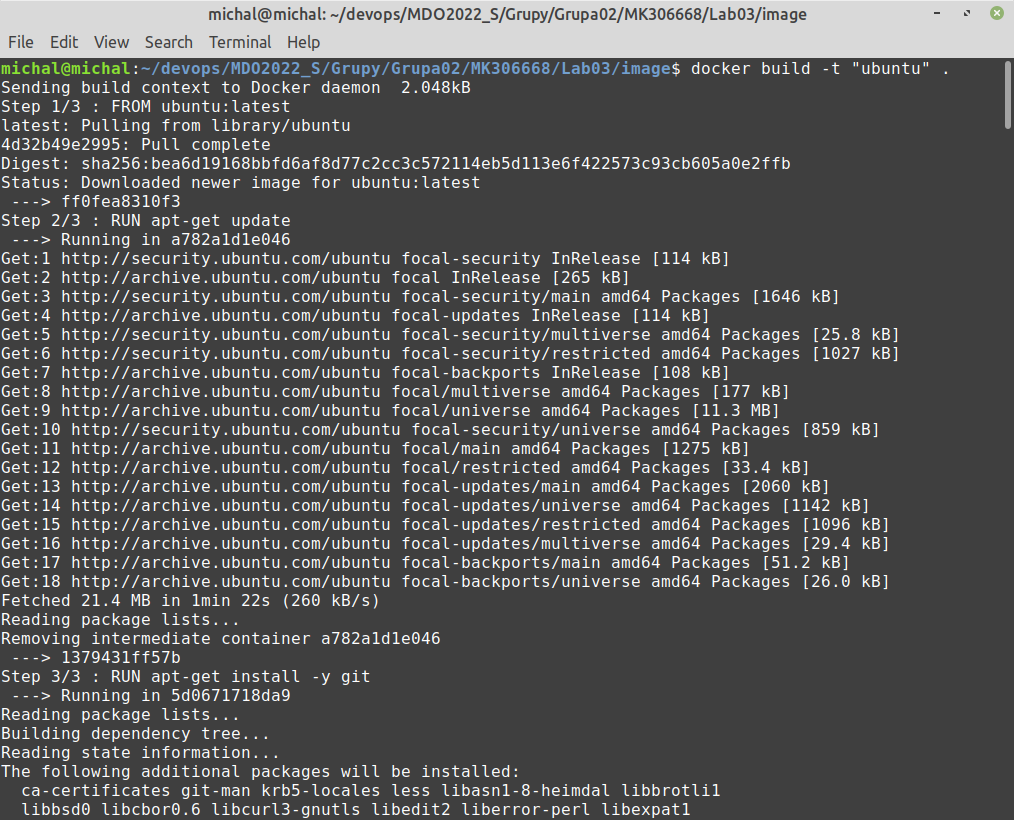 michal@michal: ~/devops/MDO2022_S/Grupy/Grupa02/MK306668/Lab03/image
File Edit View Search Terminal Help
michal@michal:~/devops/MDO2022_S/Grupy/Grupa02/MK306668/Lab03/image$ docker build -t "ubuntu" .
Sending build context to Docker daemon  2.048kB
Step 1/3 : FROM ubuntu:latest
latest: Pulling from library/ubuntu
4d32b49e2995: Pull complete
Digest: sha256:bea6d19168bbfd6af8d77c2cc3c572114eb5d113e6f422573c93cb605a0e2ffb
Status: Downloaded newer image for ubuntu:latest
 ---> ff0fea8310f3
Step 2/3 : RUN apt-get update
 ---> Running in a782a1d1e046
Get:1 http://security.ubuntu.com/ubuntu focal-security InRelease [114 kB]
Get:2 http://archive.ubuntu.com/ubuntu focal InRelease [265 kB]
Get:3 http://security.ubuntu.com/ubuntu focal-security/main amd64 Packages [1646 kB]
Get:4 http://archive.ubuntu.com/ubuntu focal-updates InRelease [114 kB]
Get:5 http://security.ubuntu.com/ubuntu focal-security/multiverse amd64 Packages [25.8 kB]
Get:6 http://security.ubuntu.com/ubuntu focal-security/restricted amd64 Packages [1027 kB]
Get:7 http://archive.ubuntu.com/ubuntu focal-backports InRelease [108 kB]
Get:8 http://archive.ubuntu.com/ubuntu focal/multiverse amd64 Packages [177 kB]
Get:9 http://archive.ubuntu.com/ubuntu focal/universe amd64 Packages [11.3 MB]
Get:10 http://security.ubuntu.com/ubuntu focal-security/universe amd64 Packages [859 kB]
Get:11 http://archive.ubuntu.com/ubuntu focal/main amd64 Packages [1275 kB]
Get:12 http://archive.ubuntu.com/ubuntu focal/restricted amd64 Packages [33.4 kB]
Get:13 http://archive.ubuntu.com/ubuntu focal-updates/main amd64 Packages [2060 kB]
Get:14 http://archive.ubuntu.com/ubuntu focal-updates/universe amd64 Packages [1142 kB]
Get:15 http://archive.ubuntu.com/ubuntu focal-updates/restricted amd64 Packages [1096 kB]
Get:16 http://archive.ubuntu.com/ubuntu focal-updates/multiverse amd64 Packages [29.4 kB]
Get:17 http://archive.ubuntu.com/ubuntu focal-backports/main amd64 Packages [51.2 kB]
Get:18 http://archive.ubuntu.com/ubuntu focal-backports/universe amd64 Packages [26.0 kB]
Fetched 21.4 MB in 1min 22s (260 kB/s)
Reading package lists...
Removing intermediate container a782a1d1e046
 ---> 1379431ff57b
Step 3/3 : RUN apt-get install -y git
 ---> Running in 5d0671718da9
Reading package lists...
Building dependency tree...
Reading state information...
The following additional packages will be installed:
  ca-certificates git-man krb5-locales less libasn1-8-heimdal libbrotli1
  libbsd0 libcbor0.6 libcurl3-gnutls libedit2 liberror-perl libexpat1